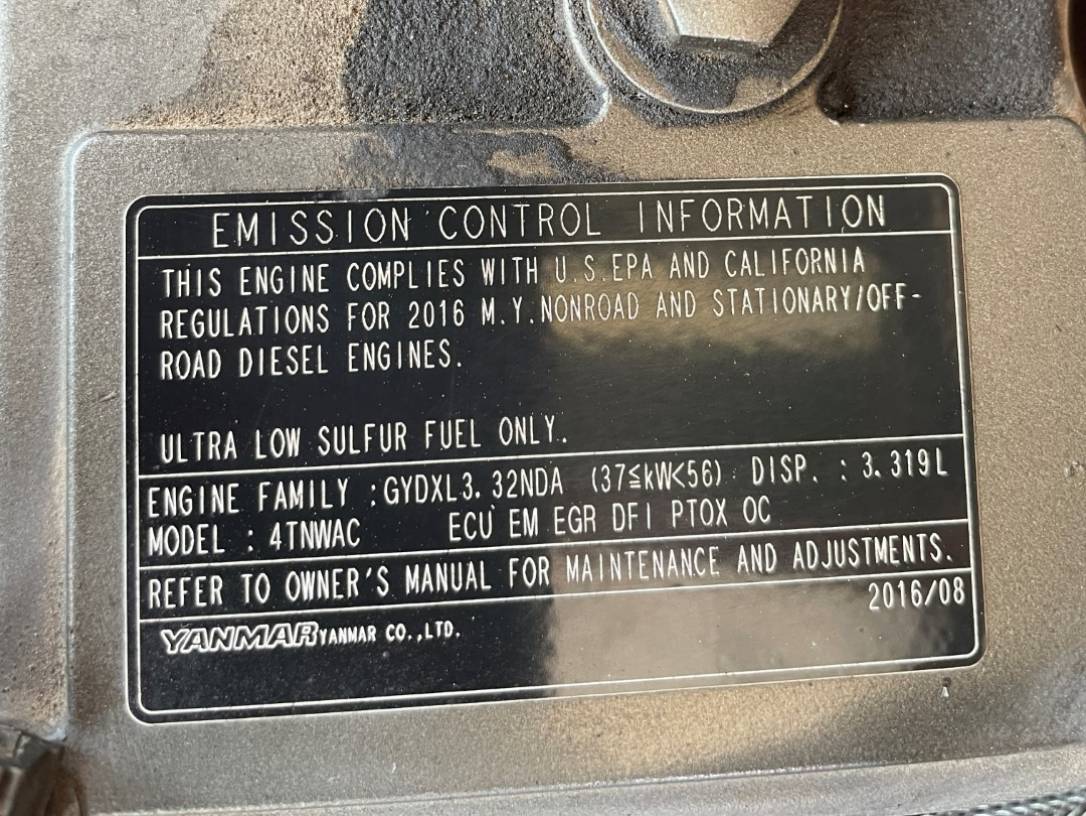 EMISSION CONTROL INFORMATION
THIS ENGINE COMPLIES WITH U.S.EPA AND CALIFORNIA
REGULATIONS FOR 2016 M.Y.NONROAD AND STATIONARY/OFF-
ROAD DIESEL ENGINES.
ULTRA LOW SULFUR FUEL ONLY.
ENGINE FAMILY :GYDXL3.32NDA (37≦kW<56) DISP. : 3.319L
MODEL : 4TNWAC ECU EM EGR DFI PTOX OC
REFER TO OWNER'S MANUAL FOR MAINTENANCE AND ADJUSTMENTS.
2016/08
YANMAR YANMAR CO.,LTD.